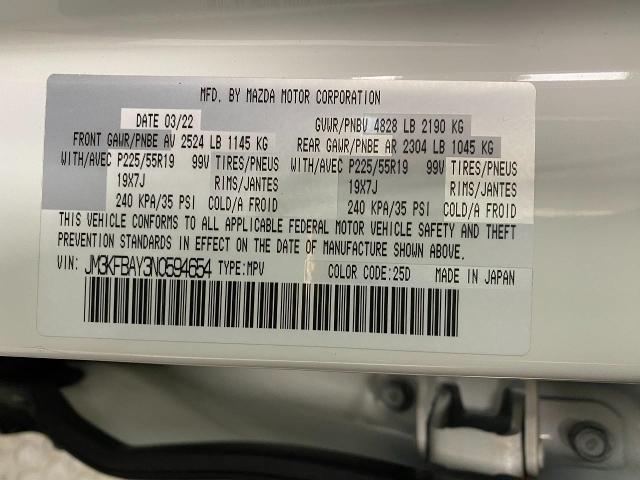 MFD. BY MAZDA MOTOR CORPORATION
DATE 03/22 GVWR/PNBV 4828 LB 2190 KG
FRONT GAWR/PNBE AV 2524 LB 1145 KG REAR GAWR/PNBE AR 2304 LB 1045 KG
WITH/AVEC P225/55R19 99V TIRES/PNEUS WITH/AVEC P225/55R19 99V TIRES/PNEUS
19X7J RIMS/JANTES 19X7J RIMS/JANTES
240 KPA/35 PSI COLD/A FROID 240 KPA/35 PSI COLD/A FROID
THIS VEHICLE CONFORMS TO ALL APPLICABLE FEDERAL MOTOR VEHICLE SAFETY AND THEFT
PREVENTION STANDARDS IN EFFECT ON THE DATE OF MANUFACTURE SHOWN ABOVE.
VIN: JM3KFBAY3N0594654 TYPE:MPV COLOR CODE:25D MADE IN JAPAN